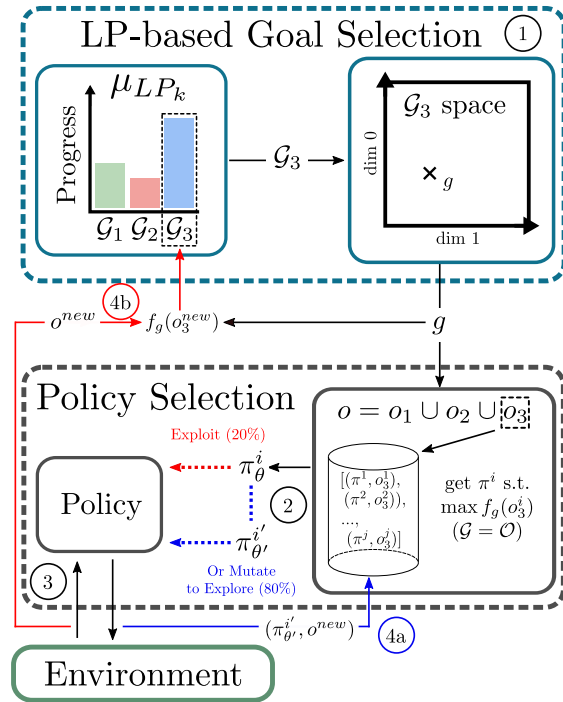 LP-based Goal Selection
1
μ_{LP_k}
Progress
𝒢_1 𝒢_2 𝒢_3
𝒢_3
𝒢_3 space
dim 0
g
dim 1
4b
o^{new}
f_g(o_3^{new})
g
Policy Selection
o = o_1 ∪ o_2 ∪ o_3
Exploit (20%)
π_θ^i
Policy
2
π_{θ'}^{i'}
[(π^1, o_3^1),
(π^2, o_3^2)),
...,
(π^j, o_3^j)]
get π^i s.t.
max f_g(o_3^i)
(𝒢 = 𝒪)
Or Mutate
to Explore (80%)
3
(π_{θ'}^{i'}, o^{new})
4a
Environment